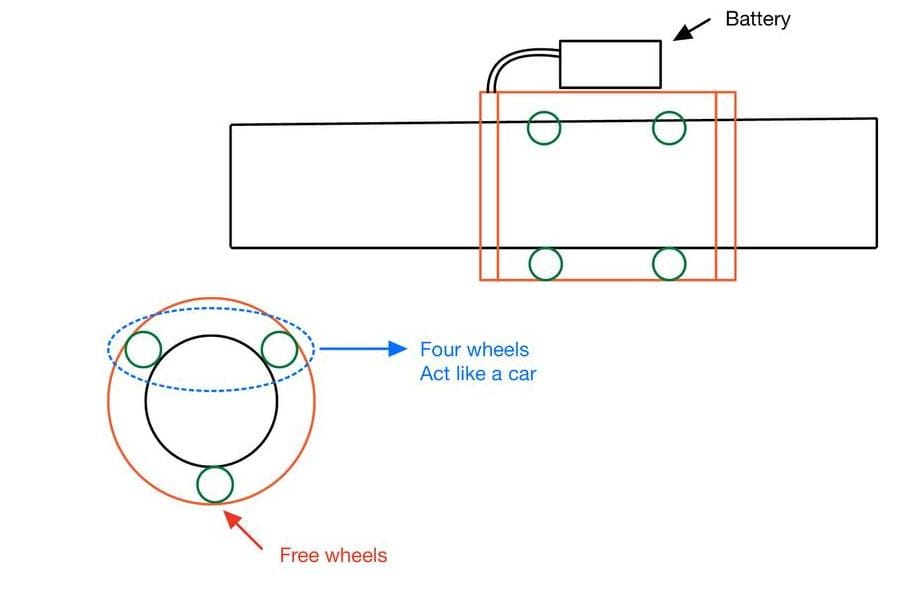 Battery
Four wheels
Act like a car
Free wheels